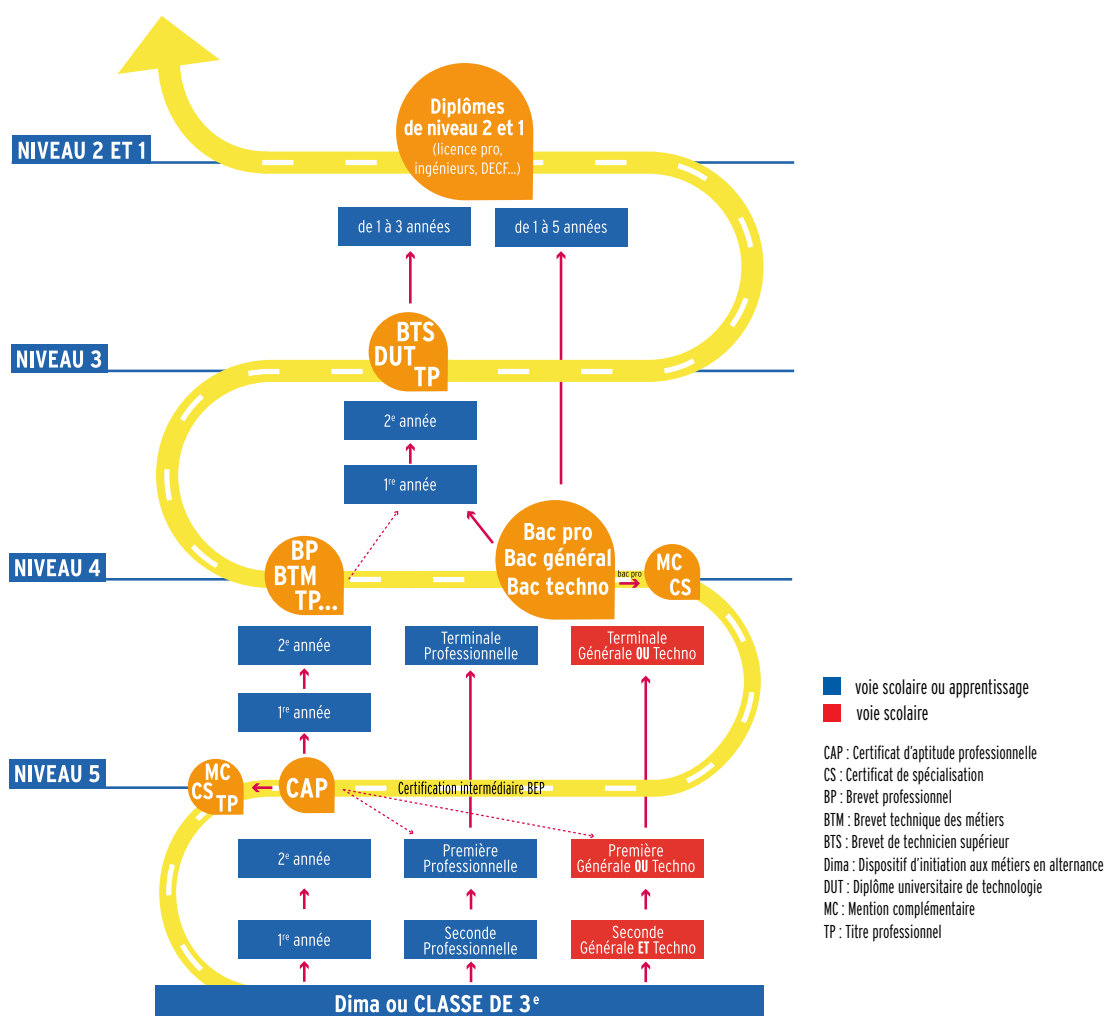 Diplômes
de niveau 2 et 1
(licence pro,
ingénieurs, DECF...)
NIVEAU 2 ET 1
de 1 à 3 années
de 1 à 5 années
BTS
DUT
TP
NIVEAU 3
2e année
1re année
Bac pro
Bac général
Bac techno
bac pro
MC
CS
BP
BTM
TP...
NIVEAU 4
2e année
Terminale
Professionnelle
Terminale
Générale OU Techno
1re année
NIVEAU 5
MC
CS
TP
CAP
Certification intermédiaire BEP
2e année
Première
Professionnelle
Première
Générale OU Techno
1re année
Seconde
Professionnelle
Seconde
Générale ET Techno
Dima ou CLASSE DE 3e
voie scolaire ou apprentissage
voie scolaire
CAP : Certificat d'aptitude professionnelle
CS : Certificat de spécialisation
BP : Brevet professionnel
BTM : Brevet technique des métiers
BTS : Brevet de technicien supérieur
Dima : Dispositif d'initiation aux métiers en alternance
DUT : Diplôme universitaire de technologie
MC : Mention complémentaire
TP : Titre professionnel